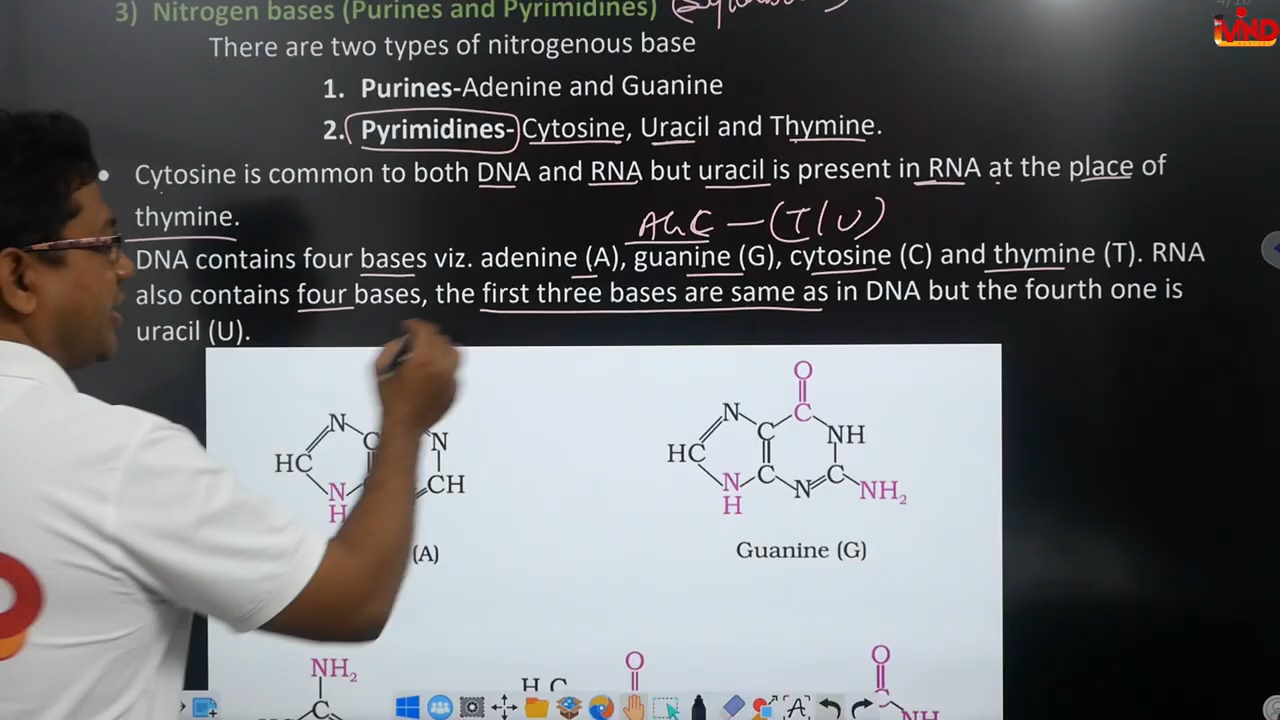 3) Nitrogen bases (Purines and Pyrimidines)
There are two types of nitrogenous base
1. Purines-Adenine and Guanine
2. Pyrimidines- Cytosine, Uracil and Thymine.
• Cytosine is common to both DNA and RNA but uracil is present in RNA at the place of
thymine.
AGC — (T/U)
DNA contains four bases viz. adenine (A), guanine (G), cytosine (C) and thymine (T). RNA
also contains four bases, the first three bases are same as in DNA but the fourth one is
uracil (U).
O
N C NH
HC C
N C N C NH₂
H
Guanine (G)
N C N
HC CH
N
H
(A)
NH₂
C
H C
O
O
NH